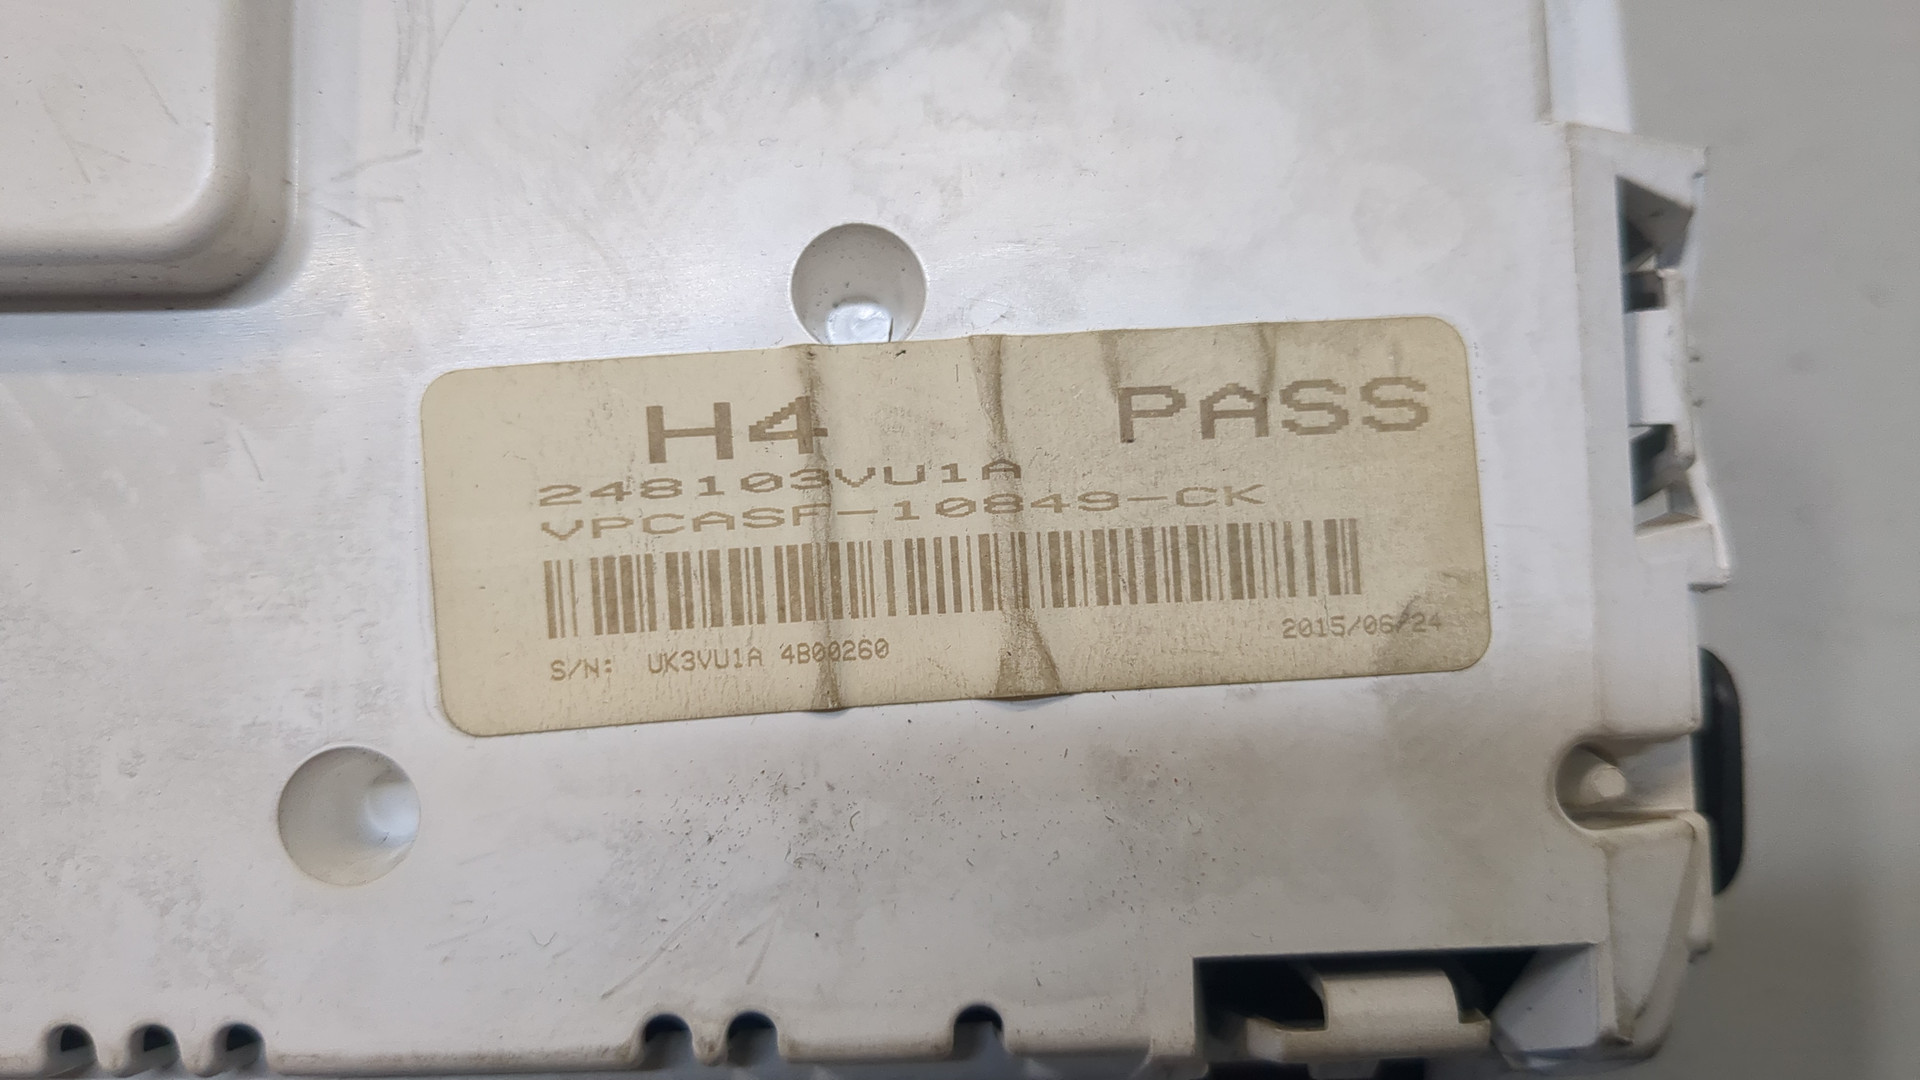 H4 PASS
248103VU1A
VPCASF-10849-CK
S/N: UK3VU1A 4B00260
2015/06/24